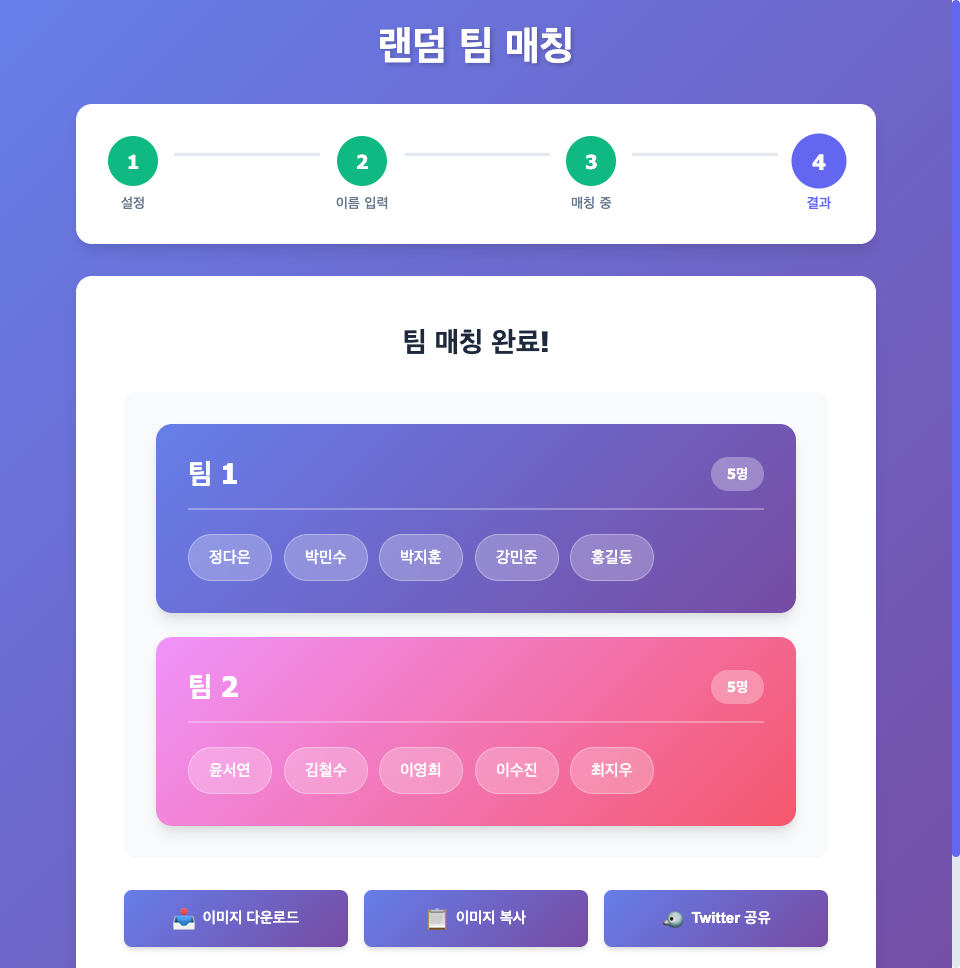 랜덤 팀 매칭
1 2 3 4
설정 이름 입력 매칭 중 결과
팀 매칭 완료!
팀 1 5명
정다은 박민수 박지훈 강민준 홍길동
팀 2 5명
윤서연 김철수 이영희 이수진 최지우
이미지 다운로드 이미지 복사 Twitter 공유